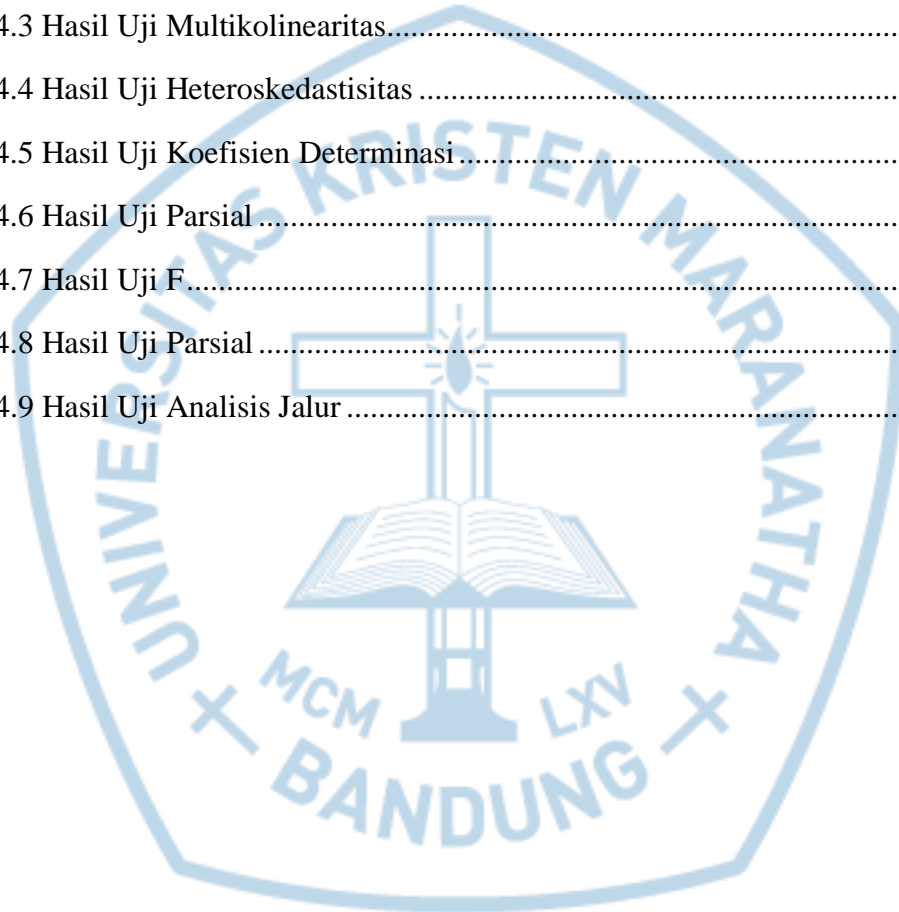 4.3 Hasil Uji Multikolinearitas................................................................
4.4 Hasil Uji Heteroskedastisitas ............................................................
4.5 Hasil Uji Koefisien Determinasi.......................................................
4.6 Hasil Uji Parsial ................................................................................
4.7 Hasil Uji F.........................................................................................
4.8 Hasil Uji Parsial ................................................................................
4.9 Hasil Uji Analisis Jalur .....................................................................
UNIVERSITAS KRISTEN MARANATHA
MCM LXV
BANDUNG